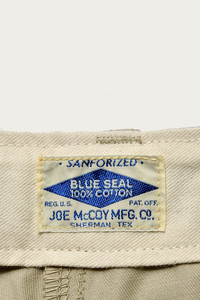 • SANFORIZED •
BLUE SEAL
100% COTTON
REG. U.S. PAT. OFF.
JOE McCOY MFG. CO.
SHERMAN, TEX